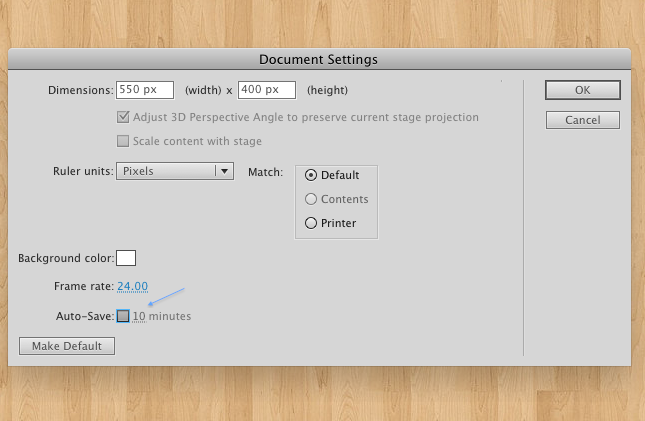 Document Settings
Dimensions: 550 px (width) x 400 px (height)
OK
Adjust 3D Perspective Angle to preserve current stage projection
Cancel
Scale content with stage
Ruler units: Pixels Match: Default
Contents
Printer
Background color:
Frame rate: 24.00
Auto-Save: 10 minutes
Make Default